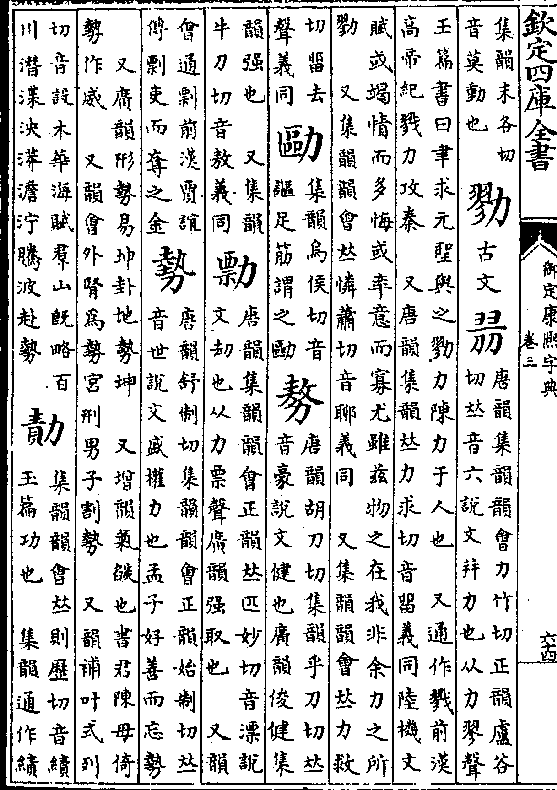 欽定四庫全書
御定康熙字典
卷三
六十四
集韻末各切
音莫動也
勠
古文
唐韻集韻韻會力竹切正韻盧谷
切𠀤音六說文幷力也从力翏聲
玉篇書曰聿求元聖與之勠力陳力于人也 又通作戮前漢
高帝紀戮力攻秦 又唐韻集韻𠀤力求切音畱義同陸機文
賦或竭情而多悔或率意而寡尤雖茲物之在我非余力之所
勠 又集韻韻會𠀤憐蕭切音聊義同 又集韻韻會𠀤力救
切畱去
聲義同
集韻烏侯切音
謳足筋謂之
𠢕
唐韻胡刀切集韻乎刀切𠀤
音豪說文健也廣韻俊健集
韻强也 又集韻
牛刀切音敖義同
勡
唐韻集韻韻會正韻𠀤匹妙切音漂說
文劫也从力票聲廣韻强取也 又韻
會通剽前漢賈誼
傳剽吏而奪之金
勢
唐韻舒制切集韻韻會正韻始制切𠀤
音世說文盛權力也孟子好善而忘勢
又廣韻形勢易坤卦地勢坤 又增韻氣燄也書君陳毋倚
勢作威 又韻會外腎爲勢宮刑男子割勢 又韻補叶式列
切音設木華海賦羣山旣略百
川潛渫泱漭澹泞騰波赴勢
勣
集韻韻會𠀤則歷切音績
玉篇功也 集韻通作績